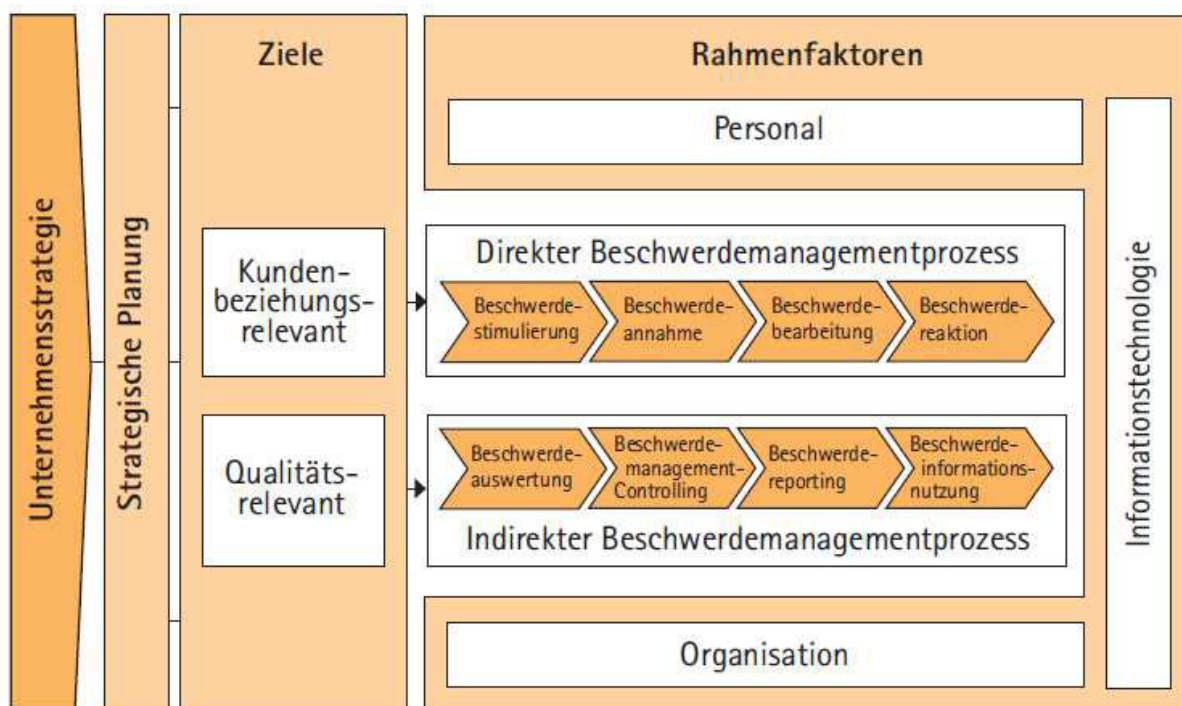 Unternehmensstrategie
Strategische Planung
Ziele
Kunden-
beziehungs-
relevant
Qualitäts-
relevant
Rahmenfaktoren
Personal
Direkter Beschwerdemanagementprozess
Beschwerde-
stimulierung
Beschwerde-
annahme
Beschwerde-
bearbeitung
Beschwerde-
reaktion
Beschwerde-
auswertung
Beschwerde-
management-
Controlling
Beschwerde-
reporting
Beschwerde-
informations-
nutzung
Indirekter Beschwerdemanagementprozess
Organisation
Informationstechnologie